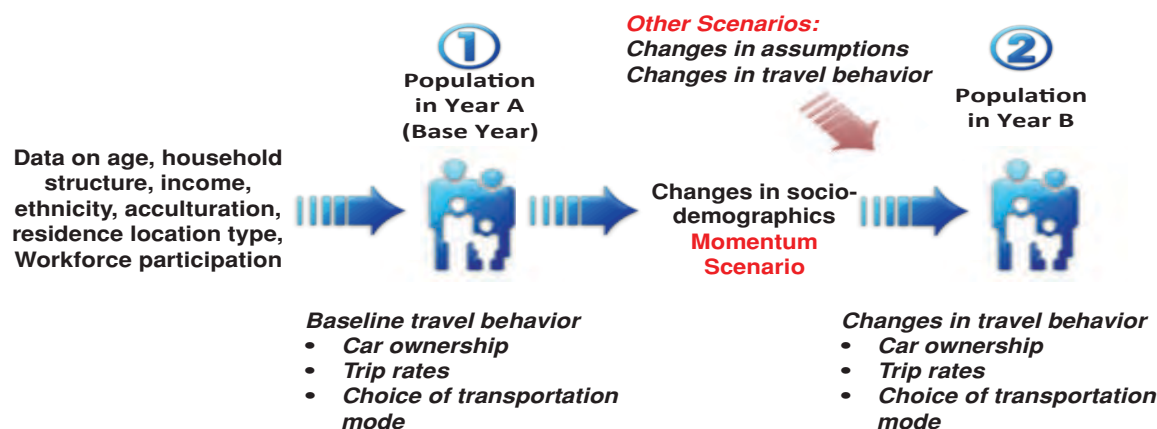 1
Population
in Year A
(Base Year)
Other Scenarios:
Changes in assumptions
Changes in travel behavior
2
Population
in Year B
Data on age, household
structure, income,
ethnicity, acculturation,
residence location type,
Workforce participation
Changes in socio-
demographics
Momentum
Scenario
Baseline travel behavior
• Car ownership
• Trip rates
• Choice of transportation
mode
Changes in travel behavior
• Car ownership
• Trip rates
• Choice of transportation
mode